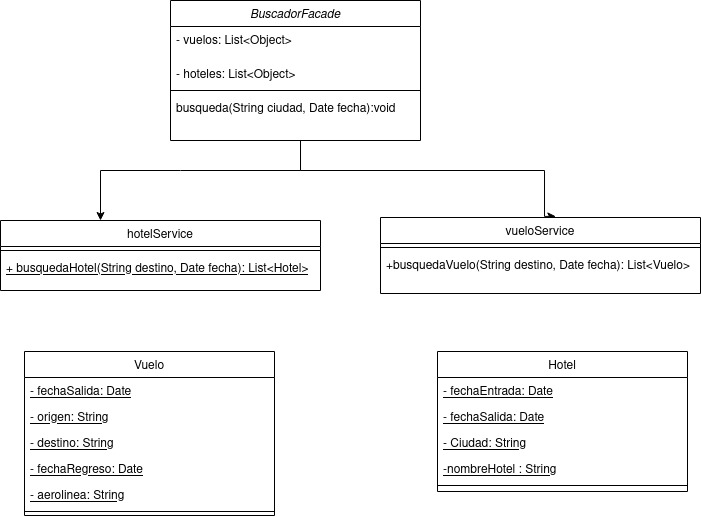 BuscadorFacade
- vuelos: List<Object>
- hoteles: List<Object>
busqueda(String ciudad, Date fecha):void
hotelService
+ busquedaHotel(String destino, Date fecha): List<Hotel>
vueloService
+busquedaVuelo(String destino, Date fecha): List<Vuelo>
Vuelo
- fechaSalida: Date
- origen: String
- destino: String
- fechaRegreso: Date
- aerolinea: String
Hotel
- fechaEntrada: Date
- fechaSalida: Date
- Ciudad: String
-nombreHotel : String